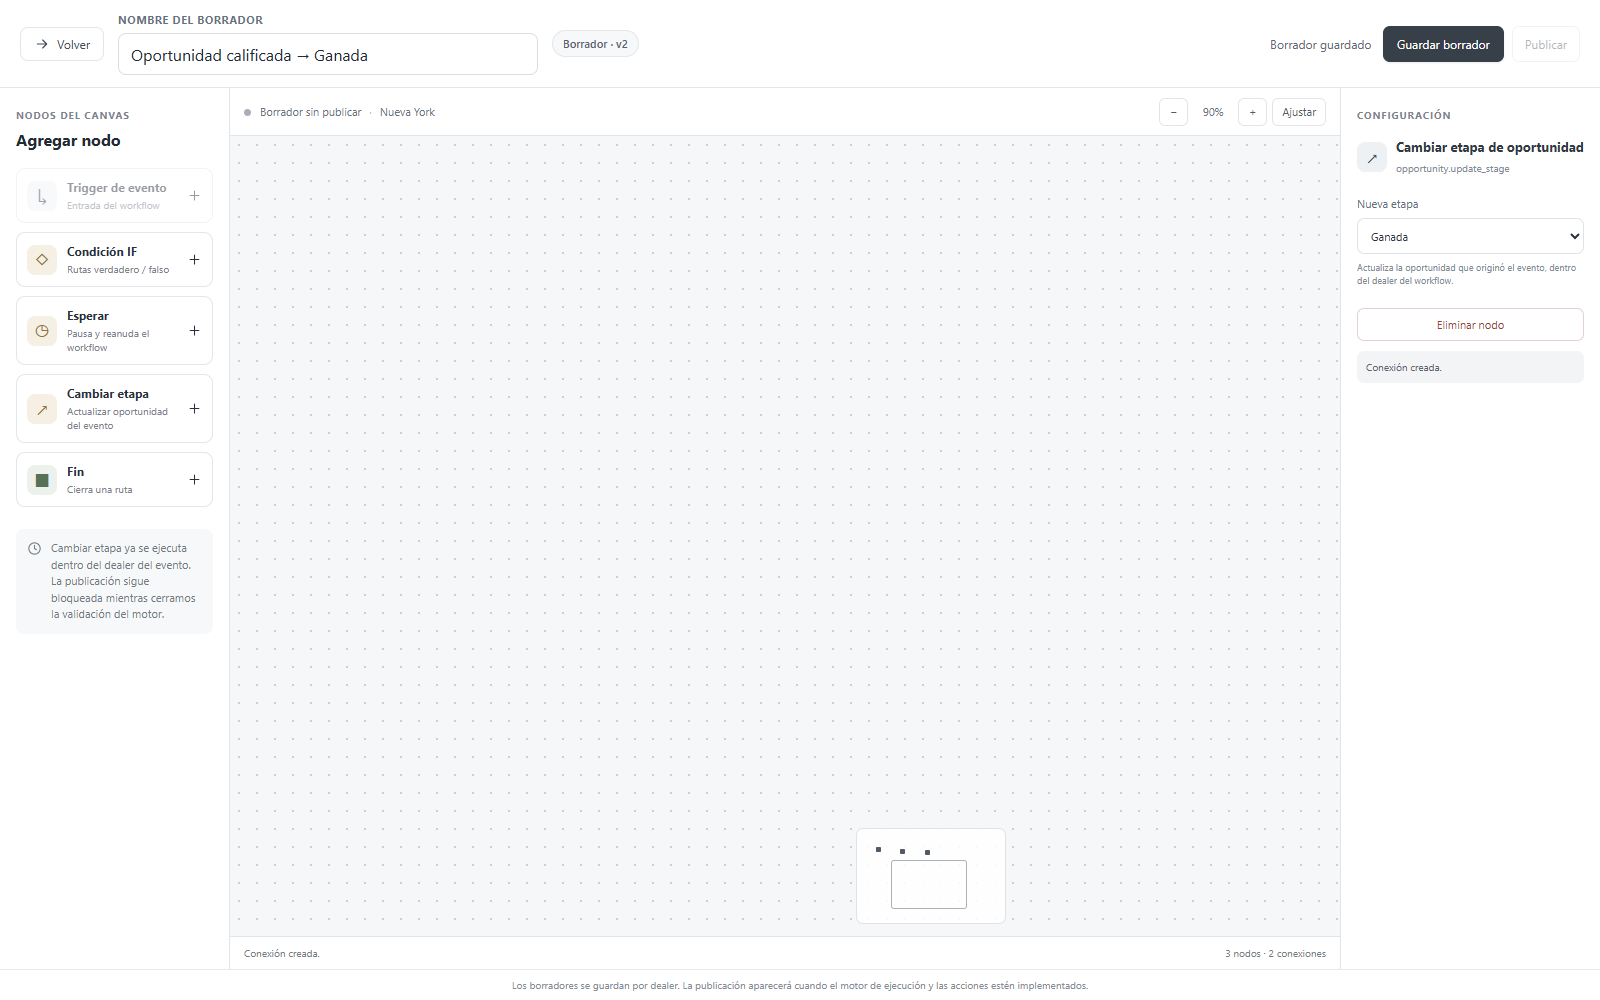 → Volver
NOMBRE DEL BORRADOR
Oportunidad calificada → Ganada
Borrador · v2
Borrador guardado
Guardar borrador
Publicar
NODOS DEL CANVAS
Agregar nodo
Trigger de evento
Entrada del workflow
+
Condición IF
Rutas verdadero / falso
+
Esperar
Pausa y reanuda el
workflow
+
Cambiar etapa
Actualizar oportunidad
del evento
+
Fin
Cierra una ruta
+
Cambiar etapa ya se ejecuta
dentro del dealer del evento.
La publicación sigue
bloqueada mientras cerramos
la validación del motor.
Borrador sin publicar · Nueva York
−
90%
+
Ajustar
Conexión creada.
3 nodos · 2 conexiones
CONFIGURACIÓN
Cambiar etapa de oportunidad
opportunity.update_stage
Nueva etapa
Ganada
Actualiza la oportunidad que originó el evento, dentro
del dealer del workflow.
Eliminar nodo
Conexión creada.
Los borradores se guardan por dealer. La publicación aparecerá cuando el motor de ejecución y las acciones estén implementados.